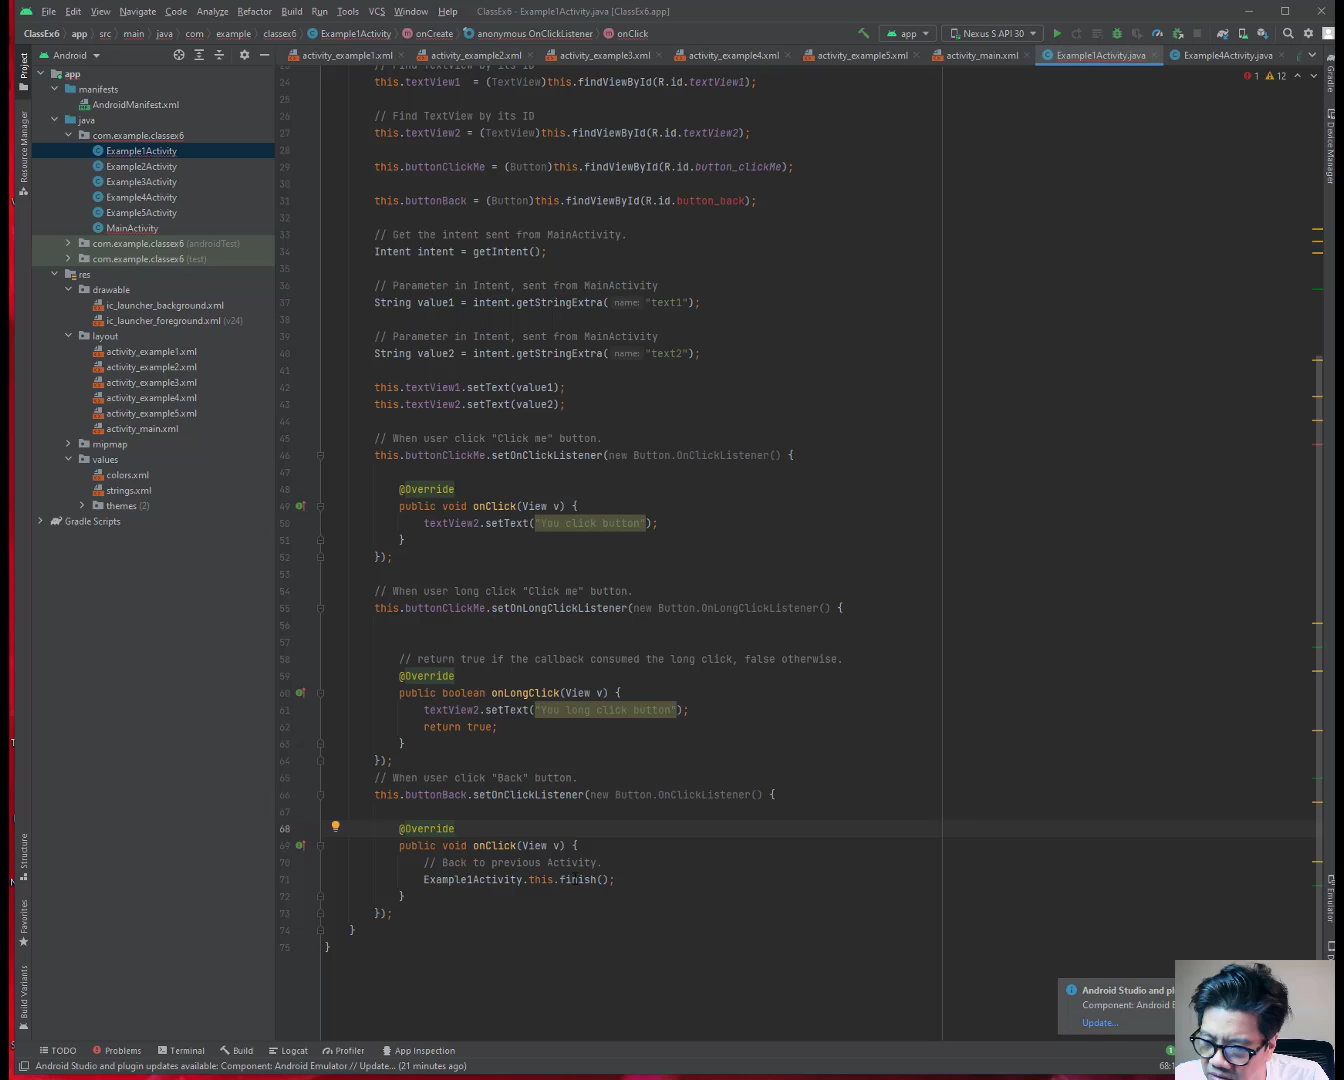 File Edit View Navigate Code Analyze Refactor Build Run Tools VCS Window Help ClassEx6 - Example1Activity.java [ClassEx6.app]
ClassEx6 app src main java com example classex6 Example1Activity onCreate anonymous OnClickListener onClick app Nexus S API 30
Android activity_example1.xml activity_example2.xml activity_example3.xml activity_example4.xml activity_example5.xml activity_main.xml Example1Activity.java Example4Activity.java
Project
Resource Manager
Structure
Favorites
Build Variants
app
manifests
AndroidManifest.xml
java
com.example.classex6
Example1Activity
Example2Activity
Example3Activity
Example4Activity
Example5Activity
MainActivity
com.example.classex6 (androidTest)
com.example.classex6 (test)
res
drawable
ic_launcher_background.xml
ic_launcher_foreground.xml (v24)
layout
activity_example1.xml
activity_example2.xml
activity_example3.xml
activity_example4.xml
activity_example5.xml
activity_main.xml
mipmap
values
colors.xml
strings.xml
themes (2)
Gradle Scripts
1 12
24 this.textView1 = (TextView)this.findViewById(R.id.textView1);
25
26 // Find TextView by its ID
27 this.textView2 = (TextView)this.findViewById(R.id.textView2);
28
29 this.buttonClickMe = (Button)this.findViewById(R.id.button_clickMe);
30
31 this.buttonBack = (Button)this.findViewById(R.id.button_back);
32
33 // Get the intent sent from MainActivity.
34 Intent intent = getIntent();
35
36 // Parameter in Intent, sent from MainActivity
37 String value1 = intent.getStringExtra( name: "text1");
38
39 // Parameter in Intent, sent from MainActivity
40 String value2 = intent.getStringExtra( name: "text2");
41
42 this.textView1.setText(value1);
43 this.textView2.setText(value2);
44
45 // When user click "Click me" button.
46 this.buttonClickMe.setOnClickListener(new Button.OnClickListener() {
47
48 @Override
49 public void onClick(View v) {
50 textView2.setText("You click button");
51 }
52 });
53
54 // When user long click "Click me" button.
55 this.buttonClickMe.setOnLongClickListener(new Button.OnLongClickListener() {
56
57
58 // return true if the callback consumed the long click, false otherwise.
59 @Override
60 public boolean onLongClick(View v) {
61 textView2.setText("You long click button");
62 return true;
63 }
64 });
65 // When user click "Back" button.
66 this.buttonBack.setOnClickListener(new Button.OnClickListener() {
67
68 @Override
69 public void onClick(View v) {
70 // Back to previous Activity.
71 Example1Activity.this.finish();
72 }
73 });
74 }
75 }
Gradle
Device Manager
Emulator
Android Studio and
Component: Android
Update...
TODO Problems Terminal Build Logcat Profiler App Inspection
Android Studio and plugin updates available: Component: Android Emulator // Update... (21 minutes ago)